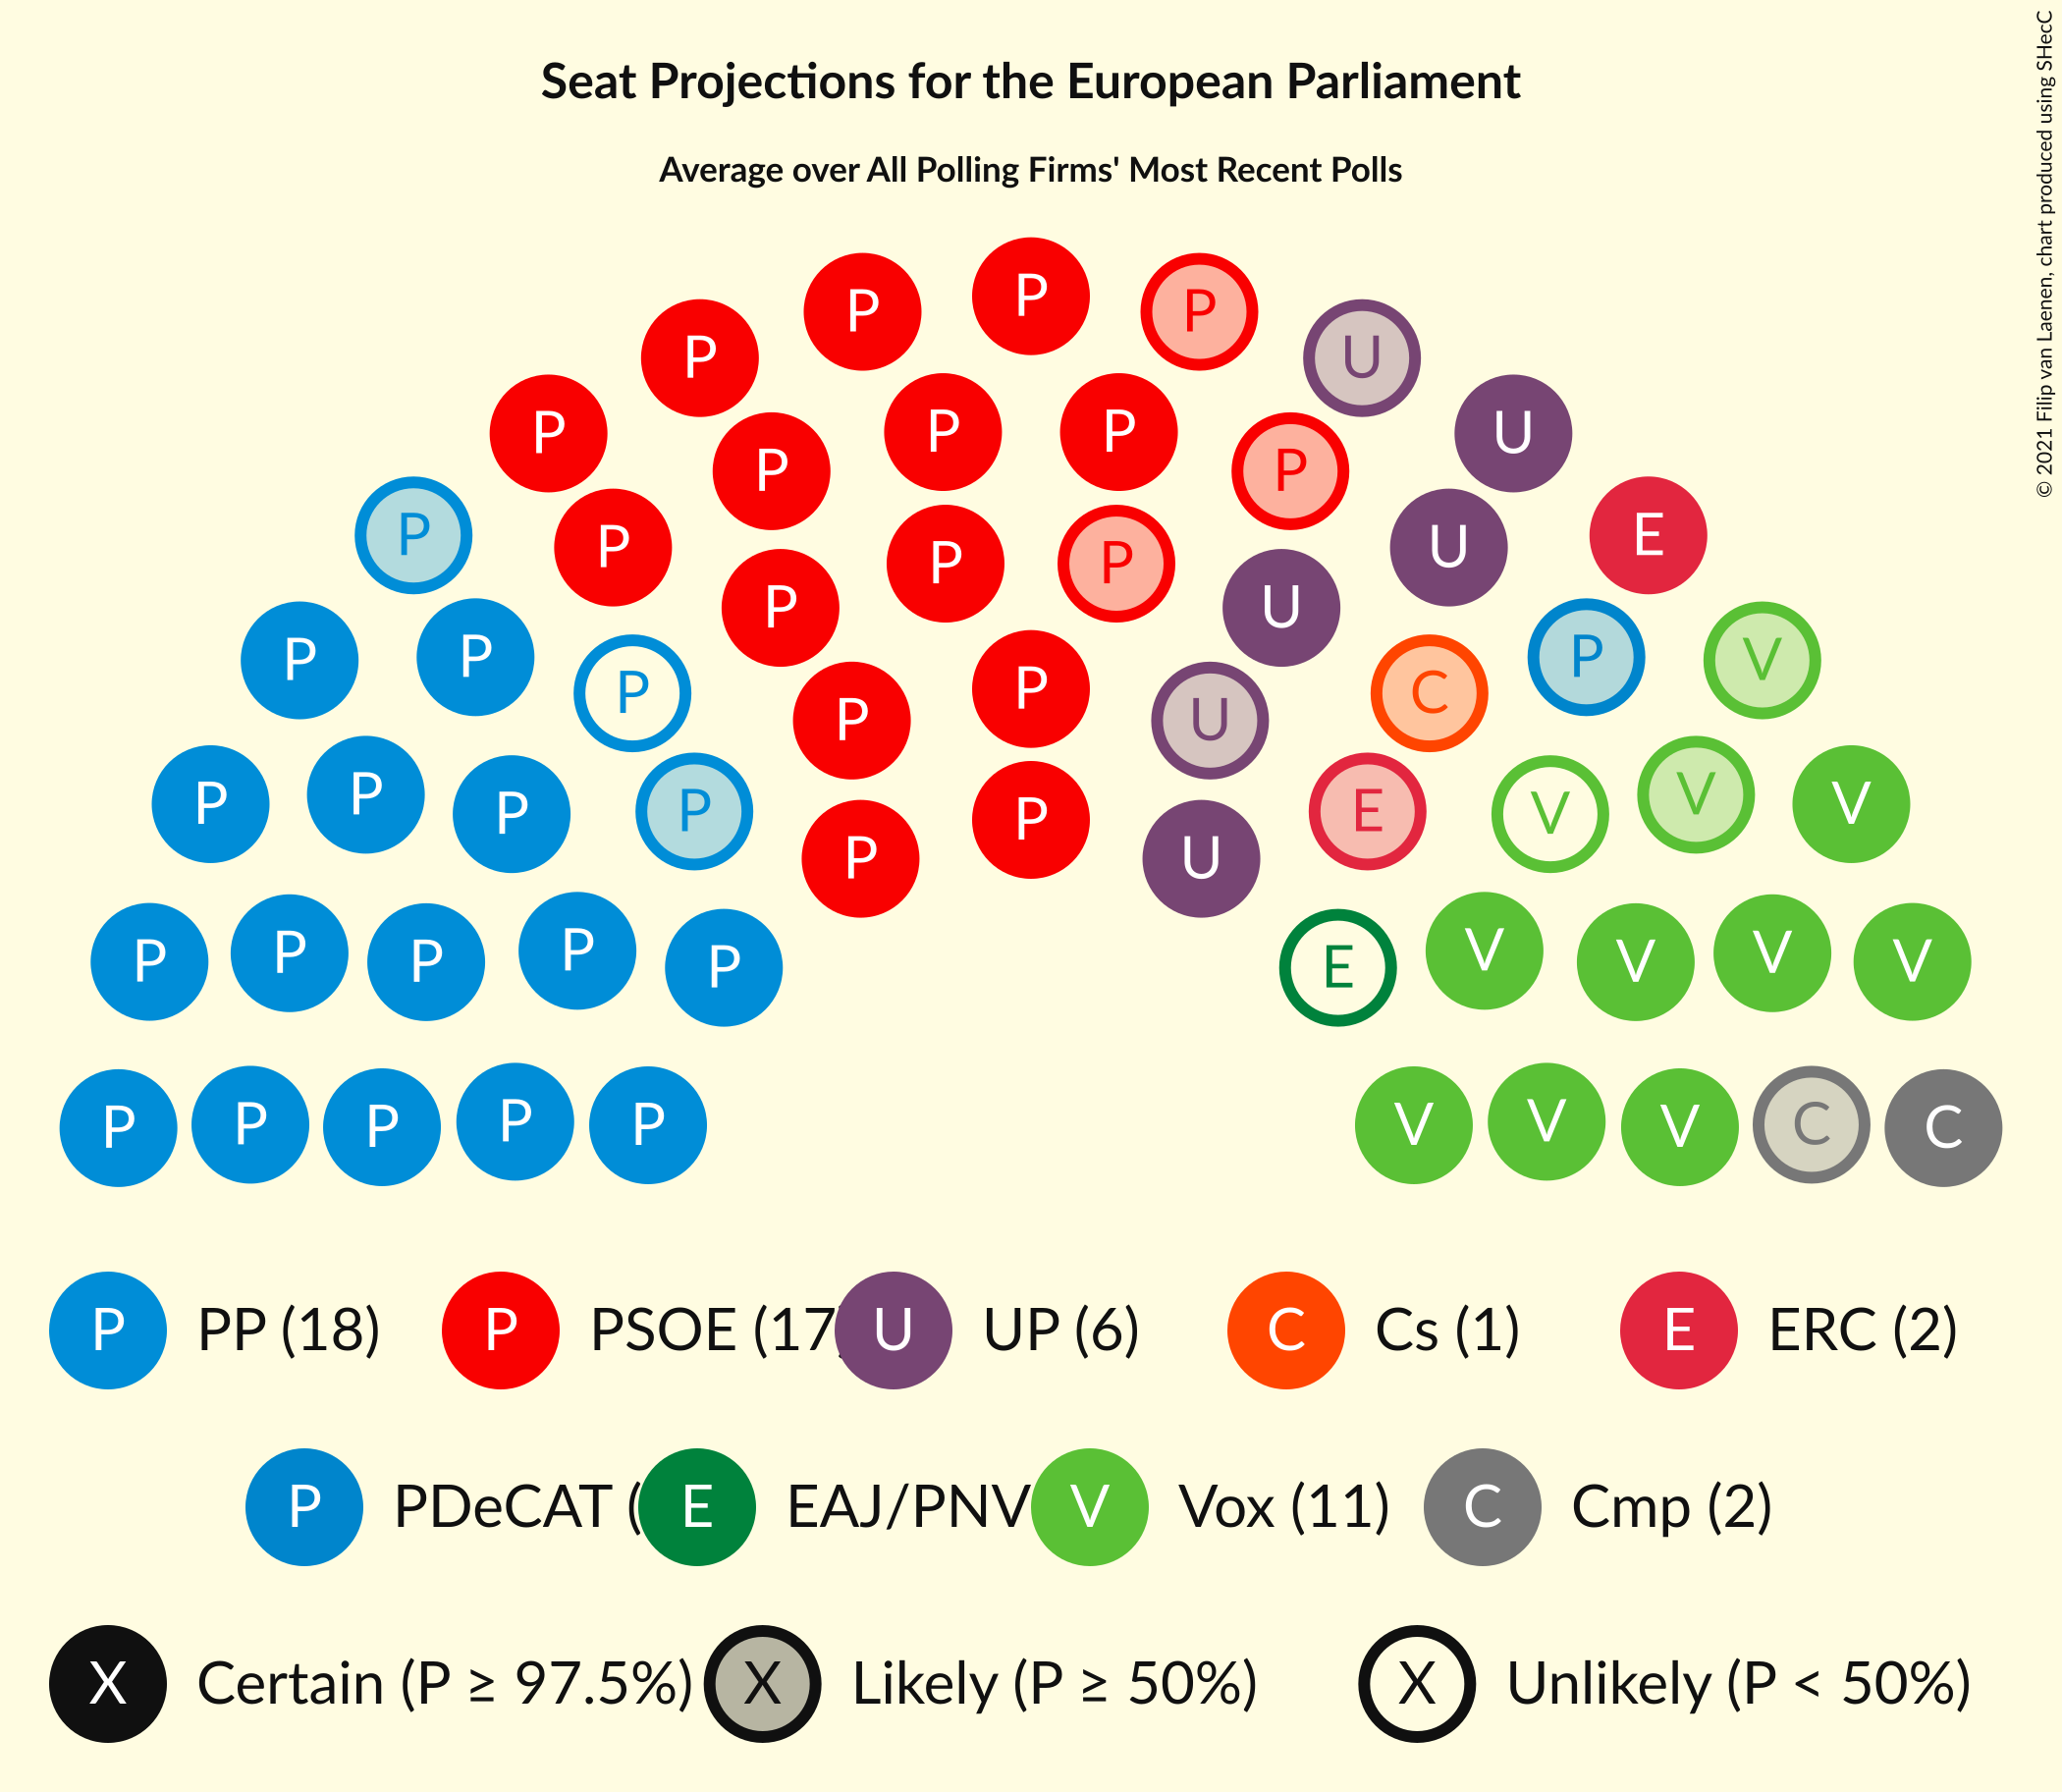 Seat Projections for the European Parliament
Average over All Polling Firms' Most Recent Polls
© 2021 Filip van Laenen, chart produced using SHecC
P
P P
P U
P P P U
P P
P E
P U
P P
P U
P P P V
P P C
P U
P P P P E V V V
P
P U
P P P P P E V V V V
P P P P P V V V C C
P PP (18) P PSOE (17 U UP (6) C Cs (1) E ERC (2)
P PDeCAT ( E EAJ/PNV V Vox (11) C Cmp (2)
X Certain (P ≥ 97.5%) X Likely (P ≥ 50%) X Unlikely (P < 50%)